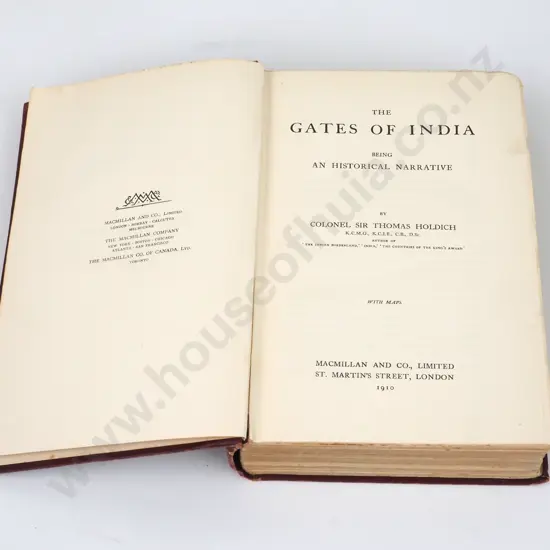 MACMILLAN AND CO., LIMITED
LONDON · BOMBAY · CALCUTTA
MELBOURNE
THE MACMILLAN COMPANY
NEW YORK · BOSTON · CHICAGO
ATLANTA · SAN FRANCISCO
THE MACMILLAN CO. OF CANADA, LTD.
TORONTO
THE
GATES OF INDIA
BEING
AN HISTORICAL NARRATIVE
BY
COLONEL SIR THOMAS HOLDICH
K.C.M.G., K.C.I.E., C.B., D.Sc.
AUTHOR OF
"THE INDIAN BORDERLAND," "INDIA," "THE COUNTRIES OF THE KING'S AWARD"
WITH MAPS
MACMILLAN AND CO., LIMITED
ST. MARTIN'S STREET, LONDON
1910
www.houseofhuia.co.nz